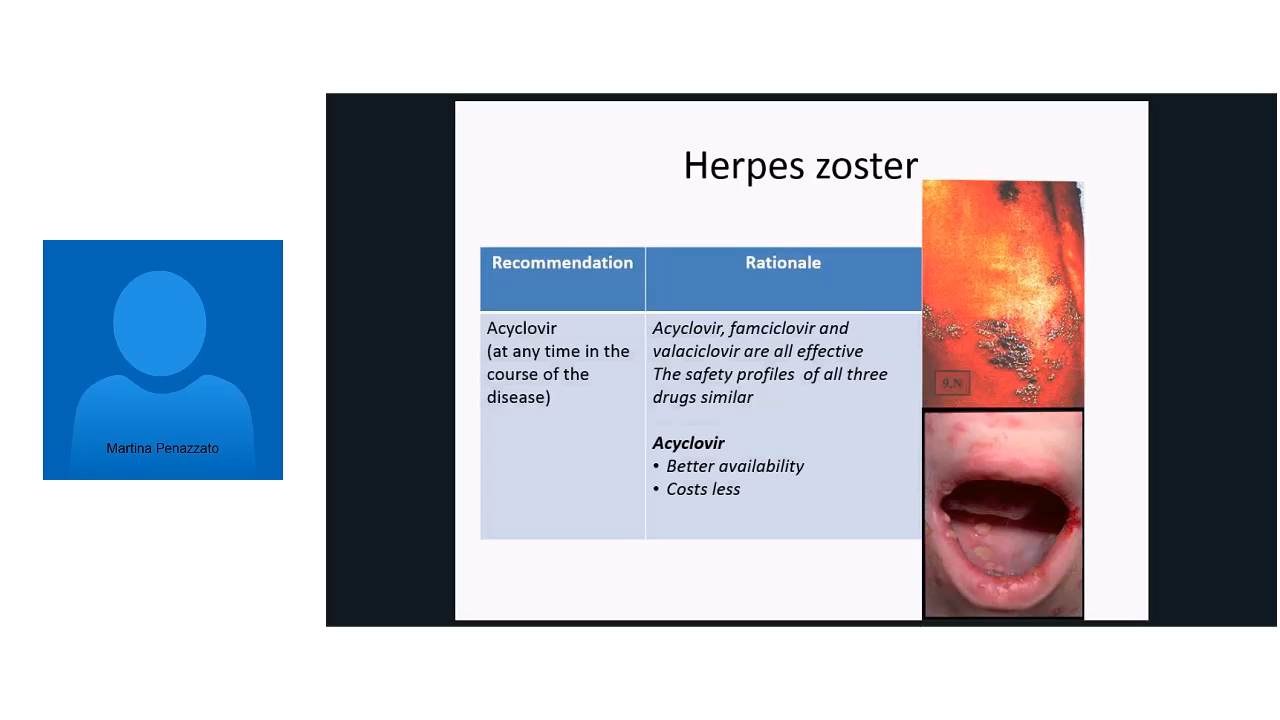 Herpes zoster
Recommendation
Rationale
Acyclovir
(at any time in the
course of the
disease)
Acyclovir, famciclovir and
valaciclovir are all effective
The safety profiles of all three
drugs similar
Acyclovir
• Better availability
• Costs less
9.N
Martina Penazzato